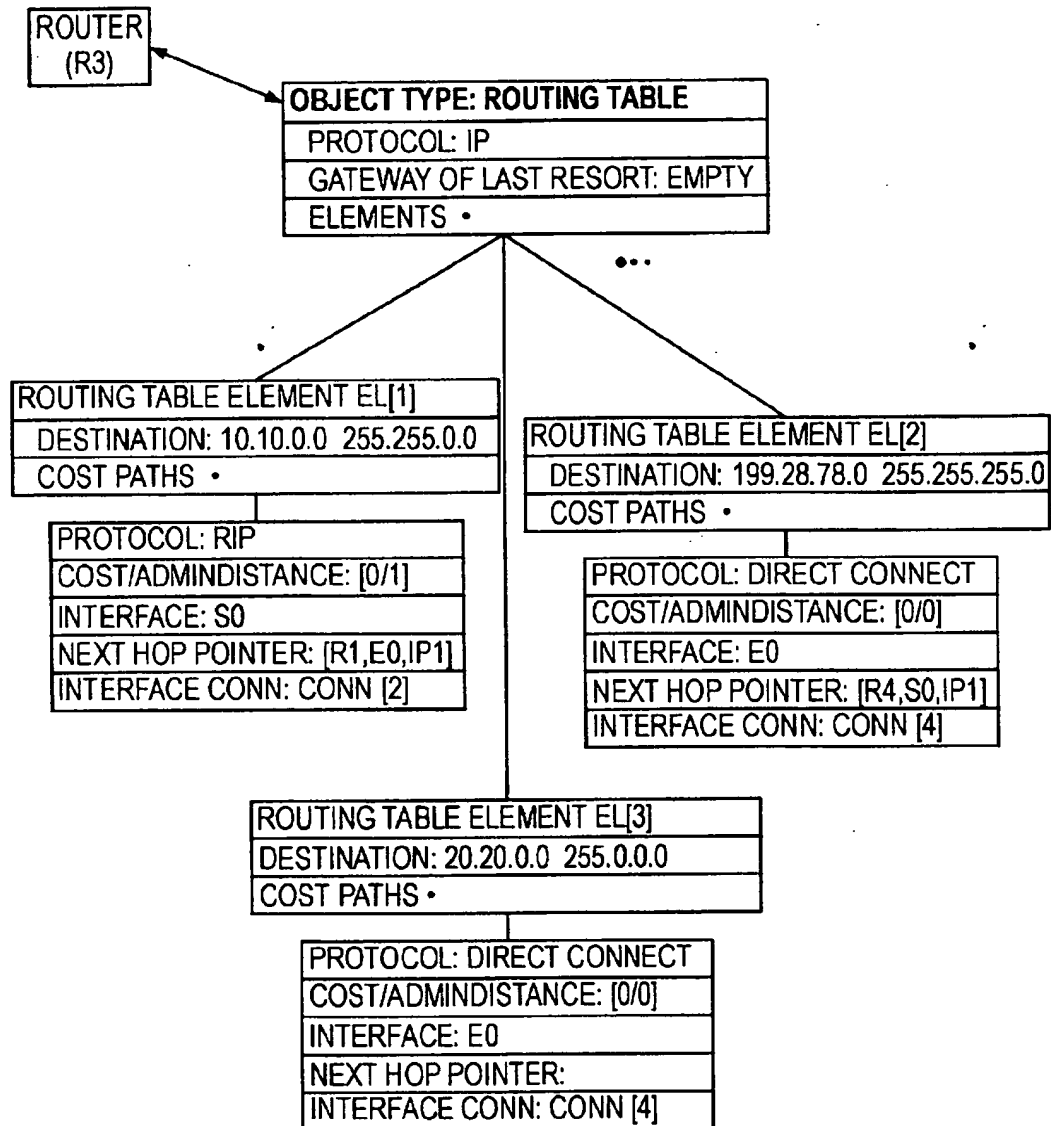 ROUTER
(R3)
OBJECT TYPE: ROUTING TABLE
PROTOCOL: IP
GATEWAY OF LAST RESORT: EMPTY
ELEMENTS •
ROUTING TABLE ELEMENT EL[1]
DESTINATION: 10.10.0.0 255.255.0.0
COST PATHS •
PROTOCOL: RIP
COST/ADMINDISTANCE: [0/1]
INTERFACE: S0
NEXT HOP POINTER: [R1,E0,IP1]
INTERFACE CONN: CONN [2]
ROUTING TABLE ELEMENT EL[2]
DESTINATION: 199.28.78.0 255.255.255.0
COST PATHS •
PROTOCOL: DIRECT CONNECT
COST/ADMINDISTANCE: [0/0]
INTERFACE: E0
NEXT HOP POINTER: [R4,S0,IP1]
INTERFACE CONN: CONN [4]
ROUTING TABLE ELEMENT EL[3]
DESTINATION: 20.20.0.0 255.0.0.0
COST PATHS •
PROTOCOL: DIRECT CONNECT
COST/ADMINDISTANCE: [0/0]
INTERFACE: E0
NEXT HOP POINTER:
INTERFACE CONN: CONN [4]